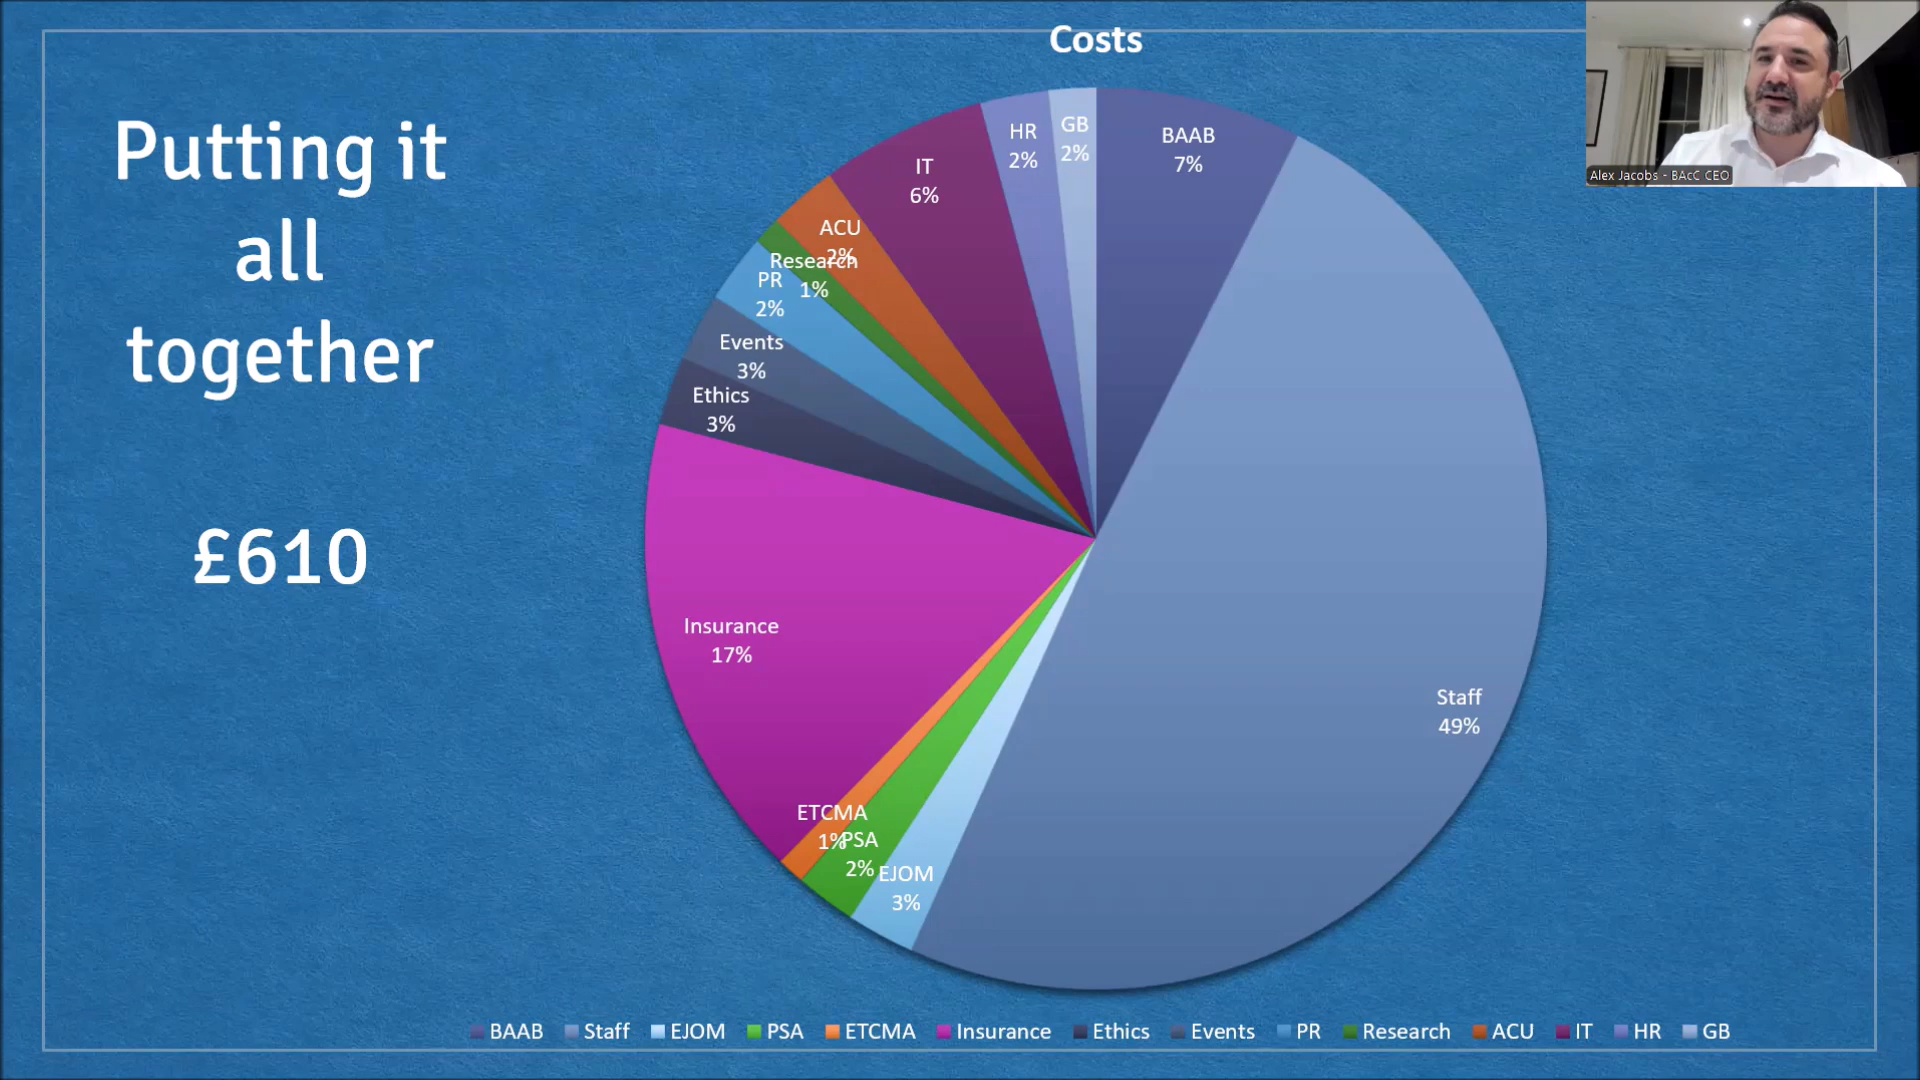 Costs
Putting it
all
together
£610
HR
2%
GB
2%
BAAB
7%
IT
6%
ACU
2%
Research
1%
PR
2%
Events
3%
Ethics
3%
Insurance
17%
Staff
49%
ETCMA
1%
PSA
2%
EJOM
3%
BAAB Staff EJOM PSA ETCMA Insurance Ethics Events PR Research ACU IT HR GB
Alex Jacobs - BAcC CEO